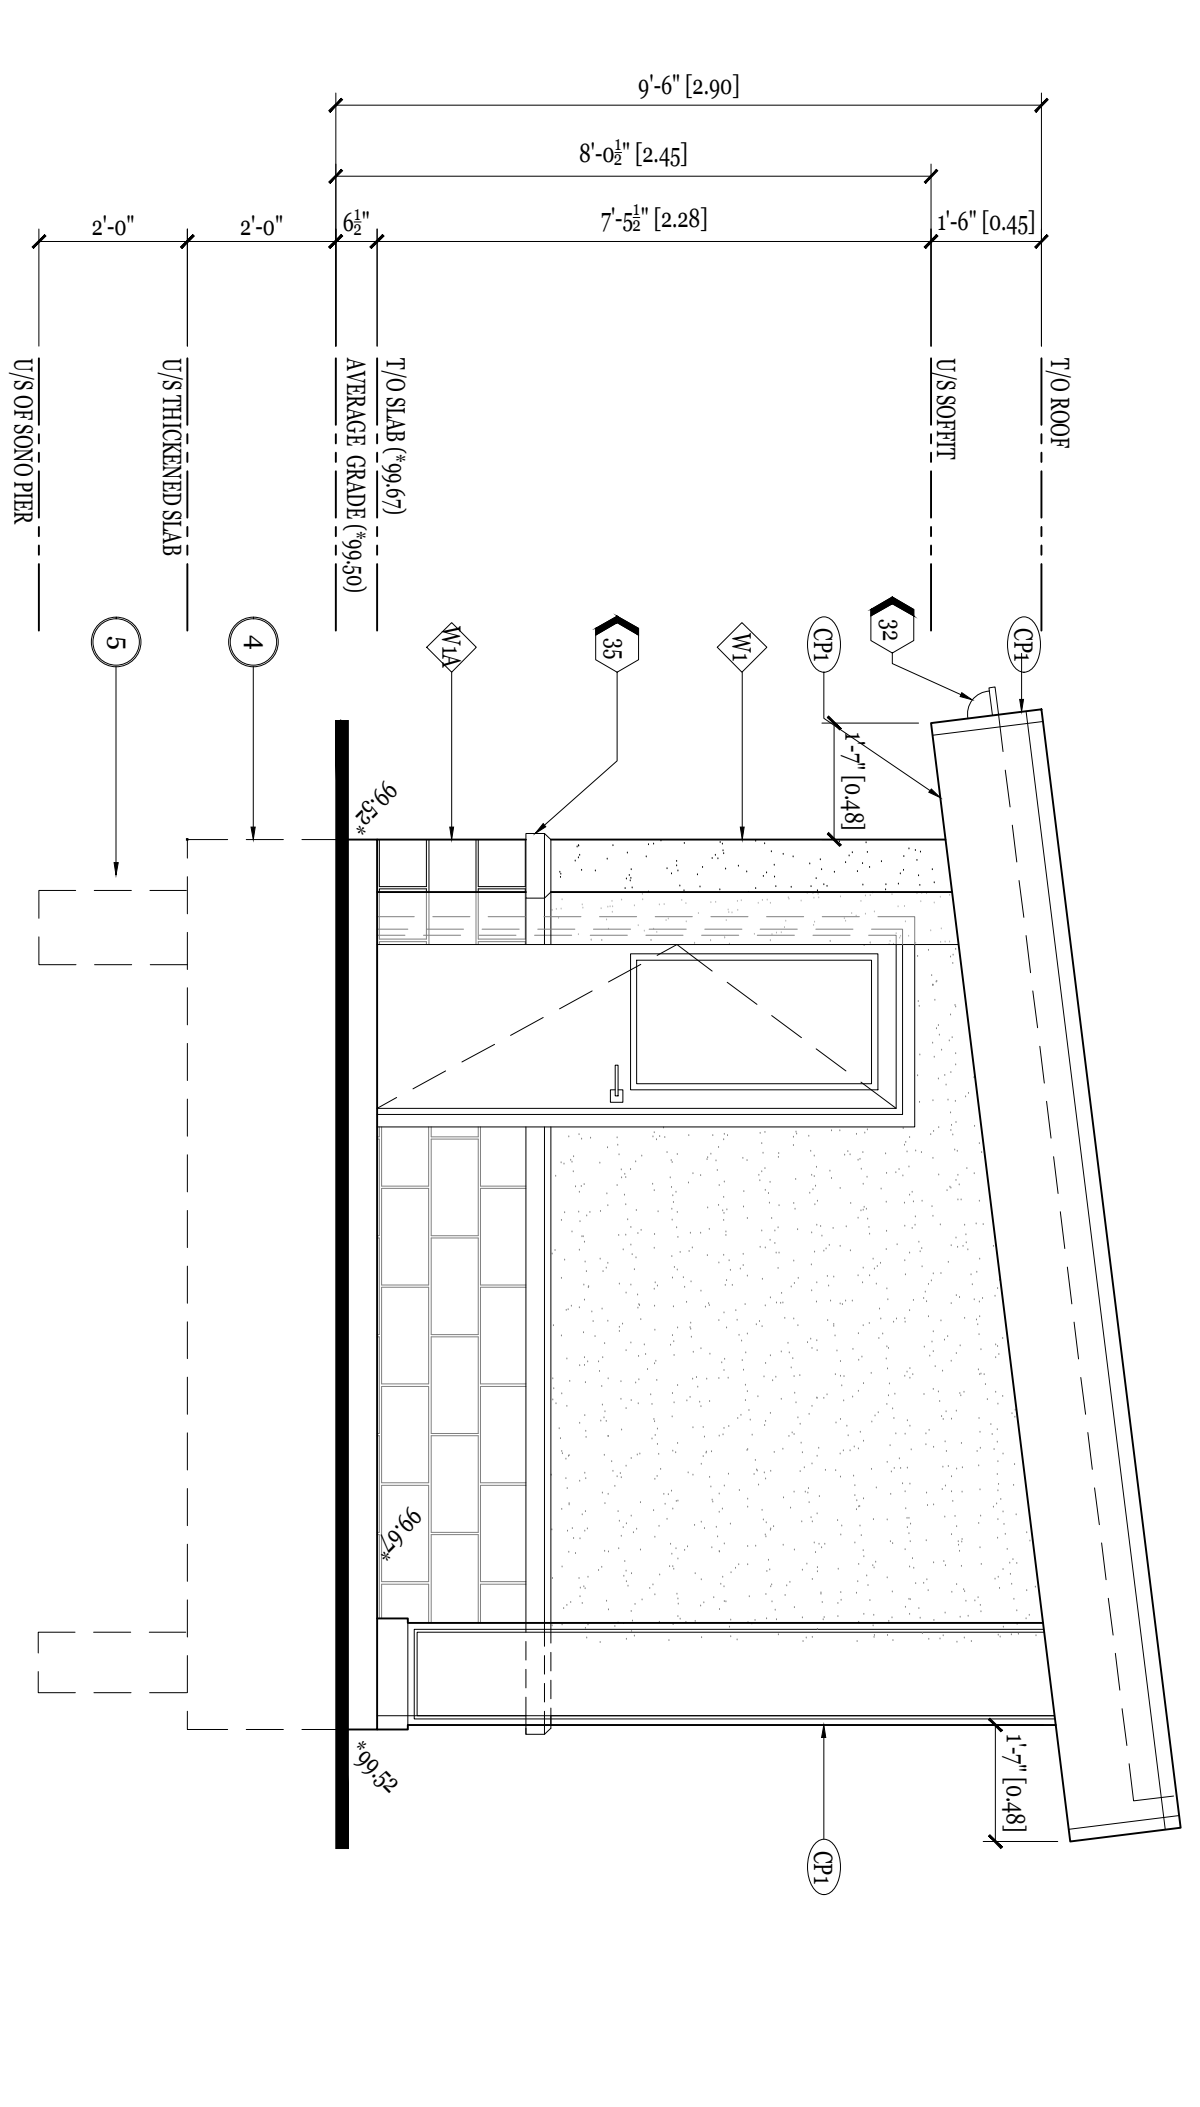 9'-6" [2.90]
8'-0½" [2.45]
2'-0"
2'-0"
6½"
7'-5½" [2.28]
1'-6" [0.45]
T/O ROOF
U/S SOFFIT
T/O SLAB (*99.67)
AVERAGE GRADE (*99.50)
U/S THICKENED SLAB
U/S OF SONO PIER
CP1
32
CP1
W1
35
W1A
4
5
1'-7" [0.48]
99.52*
99.67*
*99.52
1'-7" [0.48]
CP1